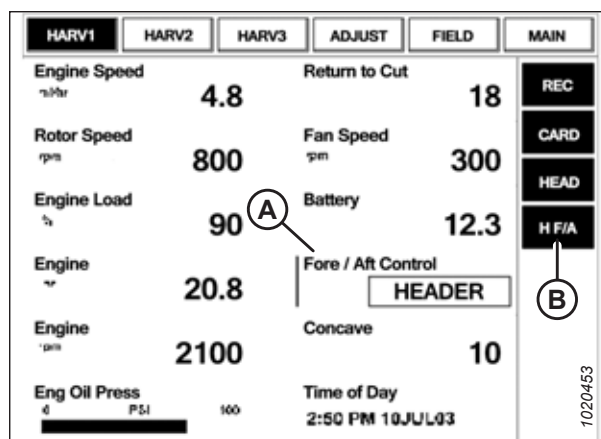 HARV1 HARV2 HARV3 ADJUST FIELD MAIN
Engine Speed Return to Cut
4.8 18
REC
Rotor Speed Fan Speed
rpm
800 300
CARD
HEAD
Engine Load Battery
A
90 12.3
H F/A
Engine Fore / Aft Control
20.8 HEADER
B
Engine Concave
2100 10
Eng Oil Press Time of Day
0 PSI 100
2:50 PM 10JUL03
1020453